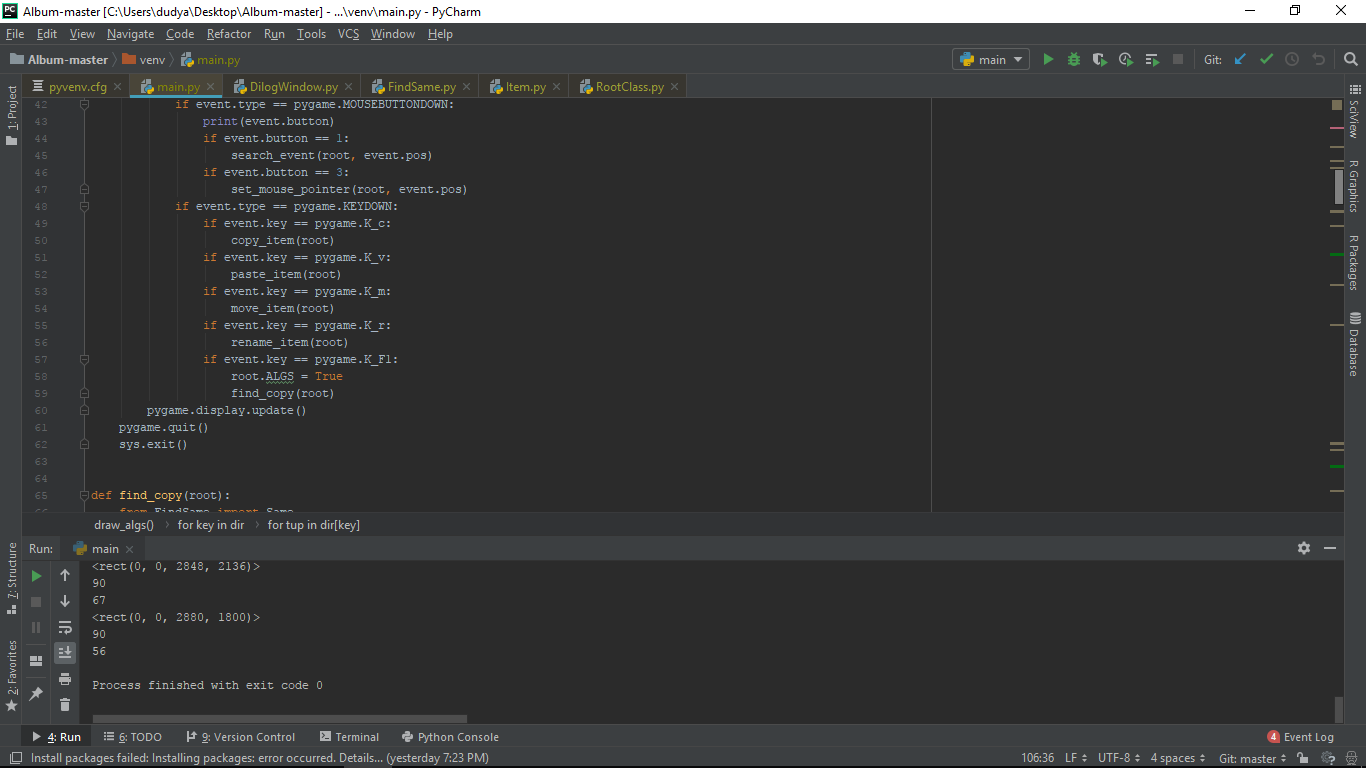 Album-master [C:\Users\dudya\Desktop\Album-master] - ...\venv\main.py - PyCharm
File Edit View Navigate Code Refactor Run Tools VCS Window Help
Album-master venv main.py main Git:
pyvenv.cfg main.py DilogWindow.py FindSame.py Item.py RootClass.py
1: Project
42 if event.type == pygame.MOUSEBUTTONDOWN:
43 print(event.button)
44 if event.button == 1:
45 search_event(root, event.pos)
46 if event.button == 3:
47 set_mouse_pointer(root, event.pos)
48 if event.type == pygame.KEYDOWN:
49 if event.key == pygame.K_c:
50 copy_item(root)
51 if event.key == pygame.K_v:
52 paste_item(root)
53 if event.key == pygame.K_m:
54 move_item(root)
55 if event.key == pygame.K_r:
56 rename_item(root)
57 if event.key == pygame.K_F1:
58 root.ALGS = True
59 find_copy(root)
60 pygame.display.update()
61 pygame.quit()
62 sys.exit()
63
64
65 def find_copy(root):
66 from FindSame import Same
SciView
R Graphics
R Packages
Database
draw_algs() for key in dir for tup in dir[key]
Run: main
7: Structure
2: Favorites
<rect(0, 0, 2848, 2136)>
90
67
<rect(0, 0, 2880, 1800)>
90
56
Process finished with exit code 0
4: Run 6: TODO 9: Version Control Terminal Python Console 4 Event Log
Install packages failed: Installing packages: error occurred. Details... (yesterday 7:23 PM) 106:36 LF UTF-8 4 spaces Git: master